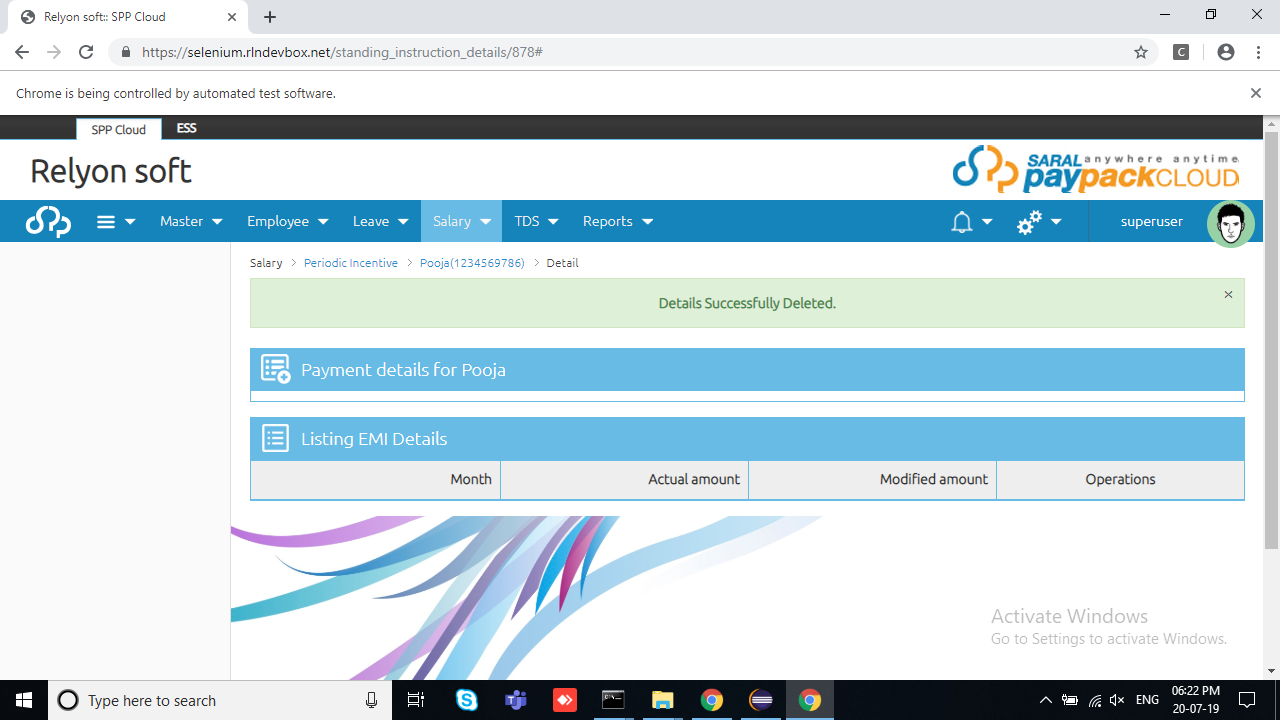 Relyon soft:: SPP Cloud
https://selenium.rlndevbox.net/standing_instruction_details/878#
C
Chrome is being controlled by automated test software.
SPP Cloud ESS
Relyon soft
SARAL anywhere anytime
paypackCLOUD
Master Employee Leave Salary TDS Reports superuser
Salary > Periodic Incentive > Pooja(1234569786) > Detail
Details Successfully Deleted.
Payment details for Pooja
Listing EMI Details
Month Actual amount Modified amount Operations
Activate Windows
Go to Settings to activate Windows.
Type here to search
ENG
06:22 PM
20-07-19